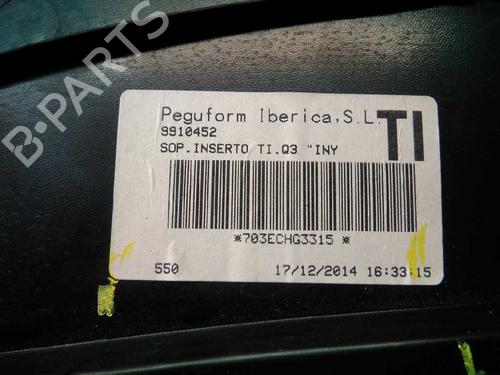 B-PARTS
Peguform Iberica,S.L.
TI
9910452
SOP.INSERTO TI.Q3 "INY
*703ECHG3315 *
550
17/12/2014 16:33:15